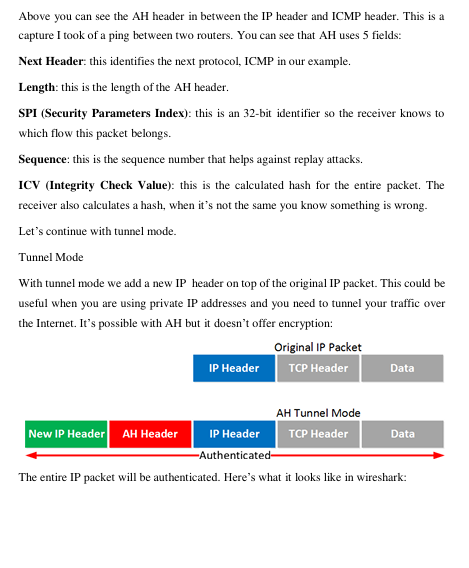 Above you can see the AH header in between the IP header and ICMP header. This is a
capture I took of a ping between two routers. You can see that AH uses 5 fields:
Next Header: this identifies the next protocol, ICMP in our example.
Length: this is the length of the AH header.
SPI (Security Parameters Index): this is an 32-bit identifier so the receiver knows to
which flow this packet belongs.
Sequence: this is the sequence number that helps against replay attacks.
ICV (Integrity Check Value): this is the calculated hash for the entire packet. The
receiver also calculates a hash, when it's not the same you know something is wrong.
Let's continue with tunnel mode.
Tunnel Mode
With tunnel mode we add a new IP header on top of the original IP packet. This could be
useful when you are using private IP addresses and you need to tunnel your traffic over
the Internet. It's possible with AH but it doesn't offer encryption:
Original IP Packet
IP Header TCP Header Data
AH Tunnel Mode
New IP Header AH Header IP Header TCP Header Data
Authenticated
The entire IP packet will be authenticated. Here's what it looks like in wireshark: